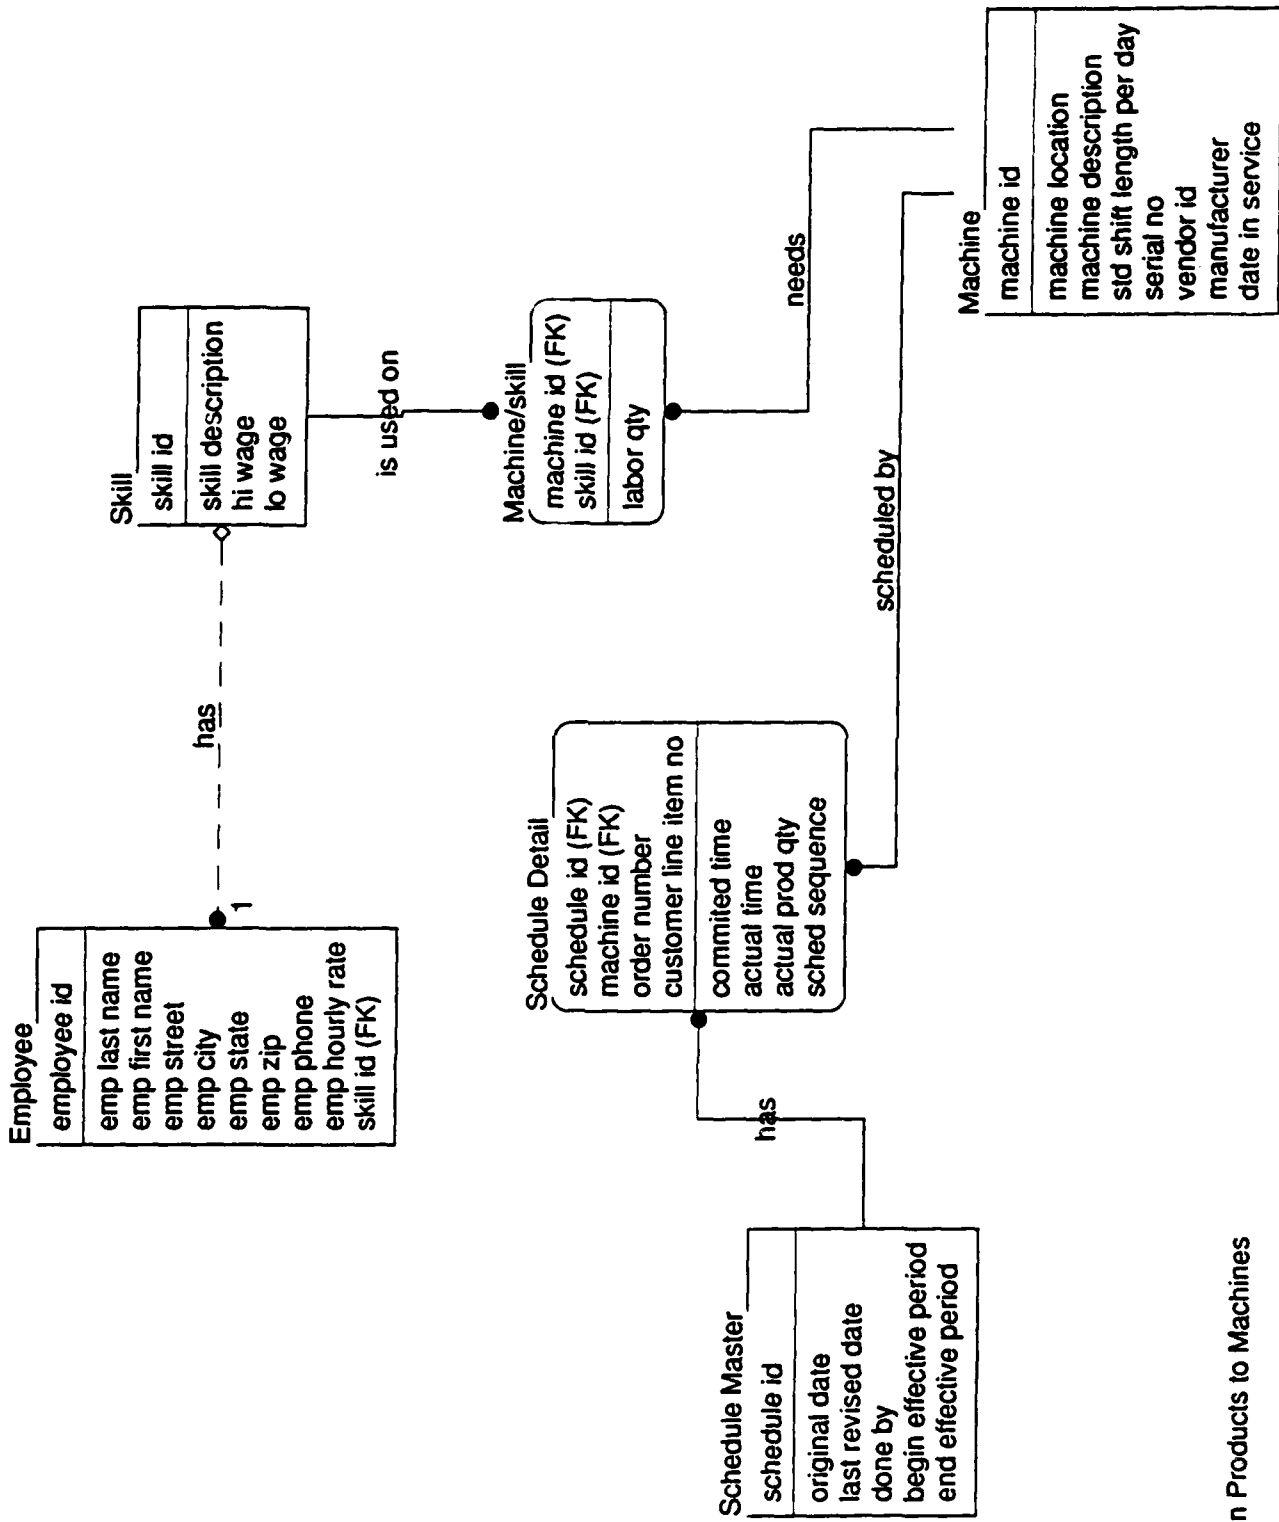 Employee
employee id
emp last name
emp first name
emp street
emp city
emp state
emp zip
emp phone
emp hourly rate
skill id (FK)
1
has
Skill
skill id
skill description
hi wage
lo wage
is used on
Machine/skill
machine id (FK)
skill id (FK)
labor qty
needs
Schedule Master
schedule id
original date
last revised date
done by
begin effective period
end effective period
has
Schedule Detail
schedule id (FK)
machine id (FK)
order number
customer line item no
commited time
actual time
actual prod qty
sched sequence
scheduled by
Machine
machine id
machine location
machine description
std shift length per day
serial no
vendor id
manufacturer
date in service
n Products to Machines